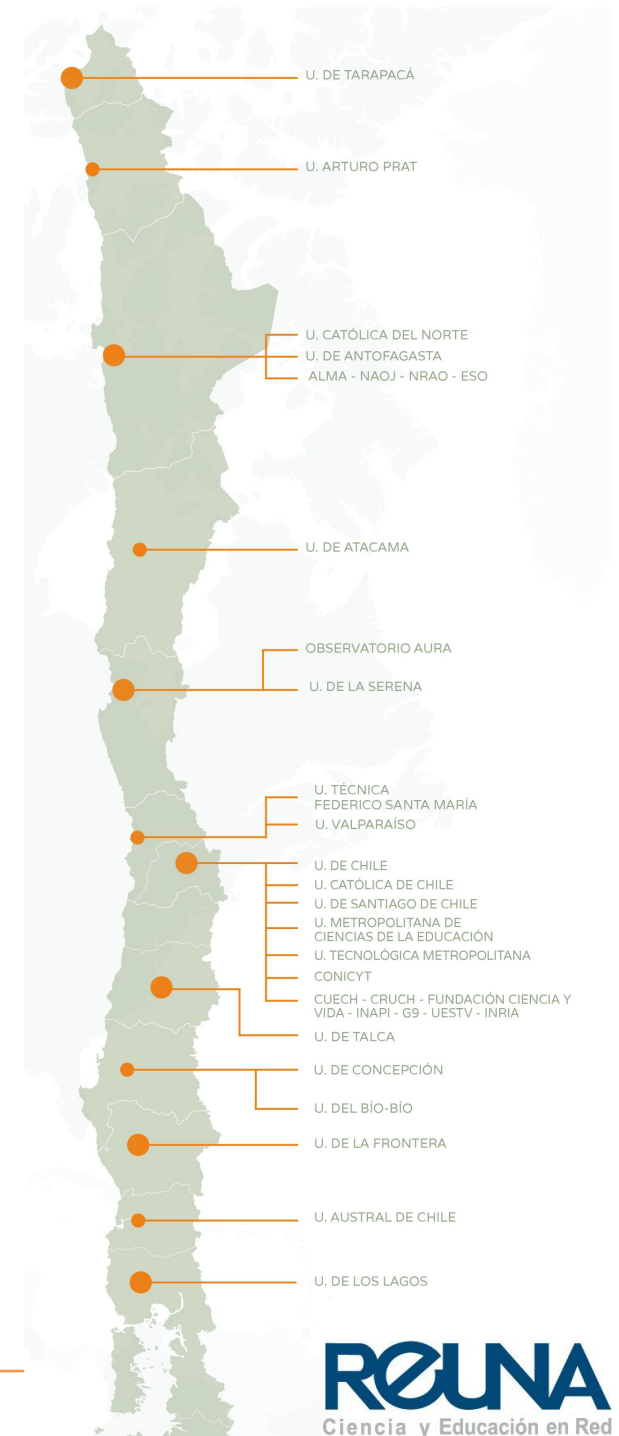 U. DE TARAPACÁ
U. ARTURO PRAT
U. CATÓLICA DEL NORTE
U. DE ANTOFAGASTA
ALMA - NAOJ - NRAO - ESO
U. DE ATACAMA
OBSERVATORIO AURA
U. DE LA SERENA
U. TÉCNICA
FEDERICO SANTA MARÍA
U. VALPARAÍSO
U. DE CHILE
U. CATÓLICA DE CHILE
U. DE SANTIAGO DE CHILE
U. METROPOLITANA DE
CIENCIAS DE LA EDUCACIÓN
U. TECNOLÓGICA METROPOLITANA
CONICYT
CUECH - CRUCH - FUNDACIÓN CIENCIA Y
VIDA - INAPI - G9 - UESTV - INRIA
U. DE TALCA
U. DE CONCEPCIÓN
U. DEL BÍO-BÍO
U. DE LA FRONTERA
U. AUSTRAL DE CHILE
U. DE LOS LAGOS
REUNA
Ciencia y Educación en Red